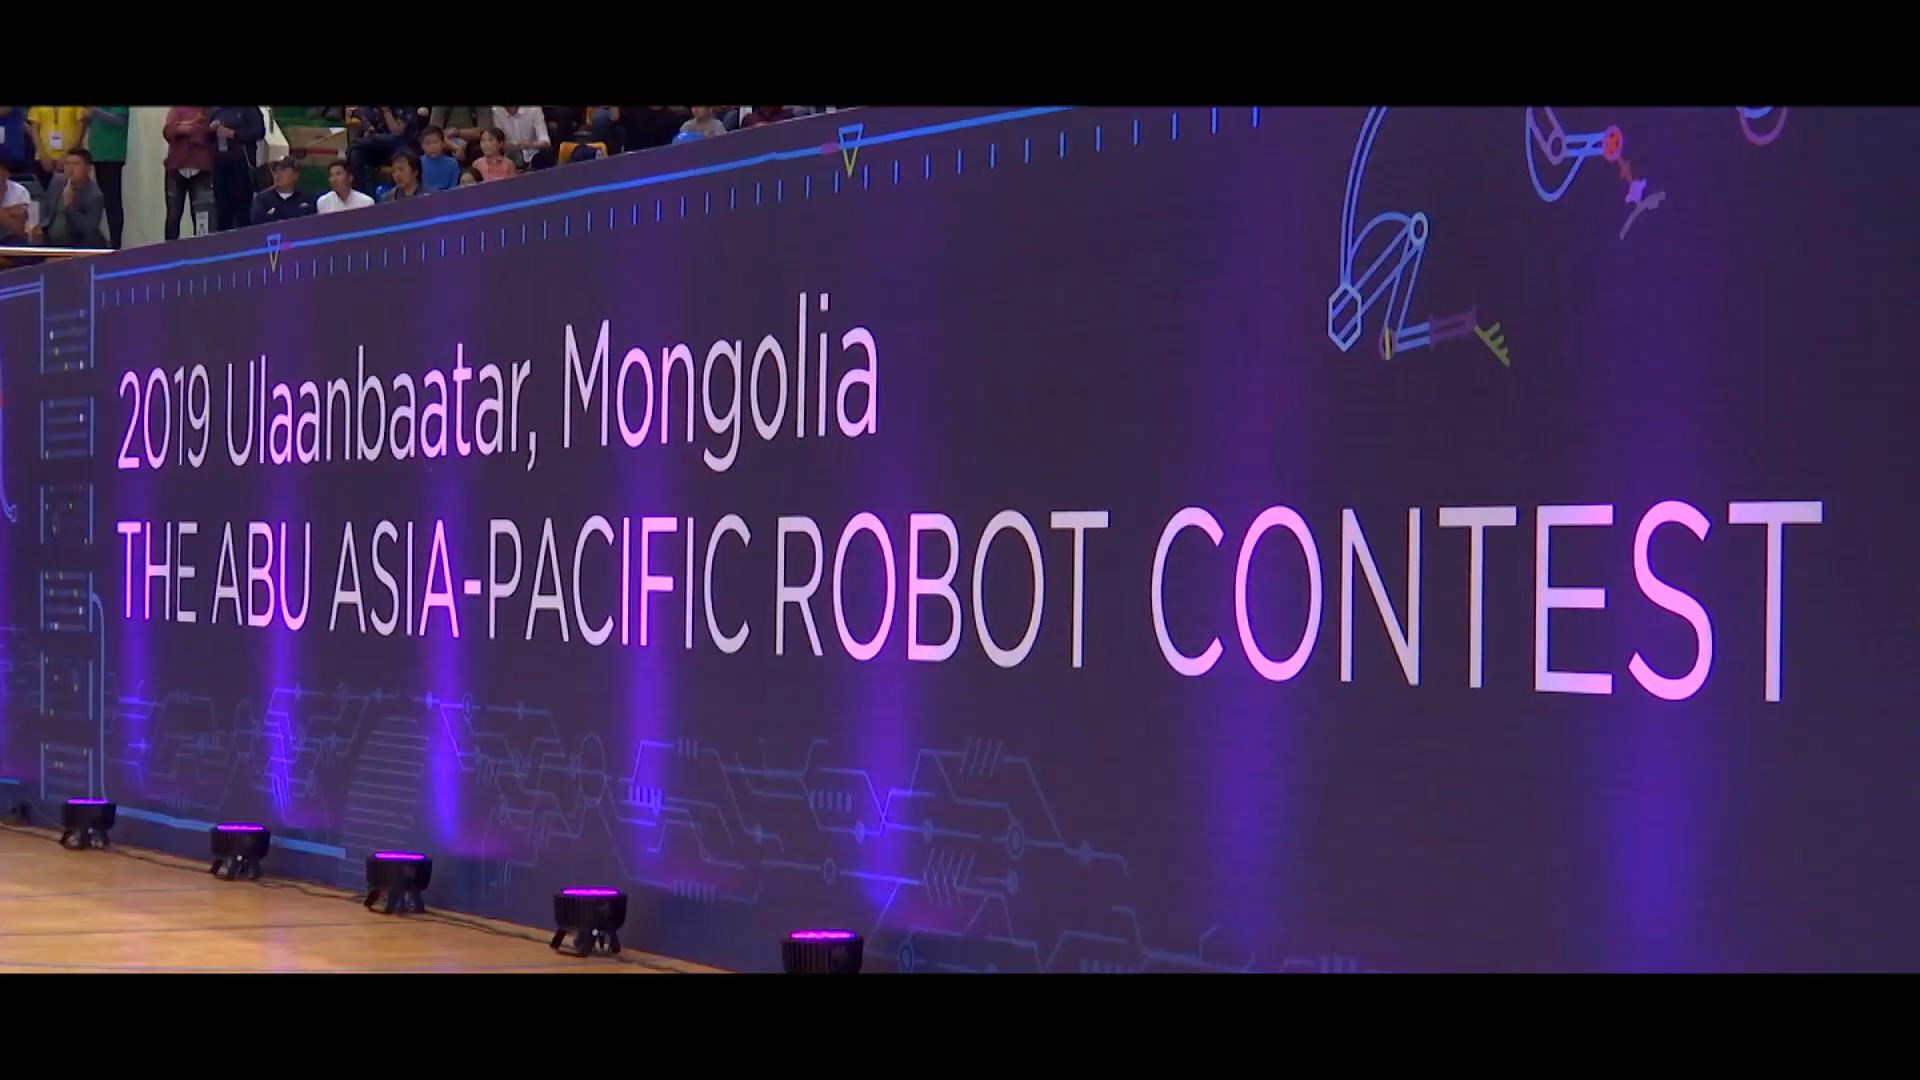 2019 Ulaanbaatar, Mongolia
THE ABU ASIA-PACIFIC ROBOT CONTEST